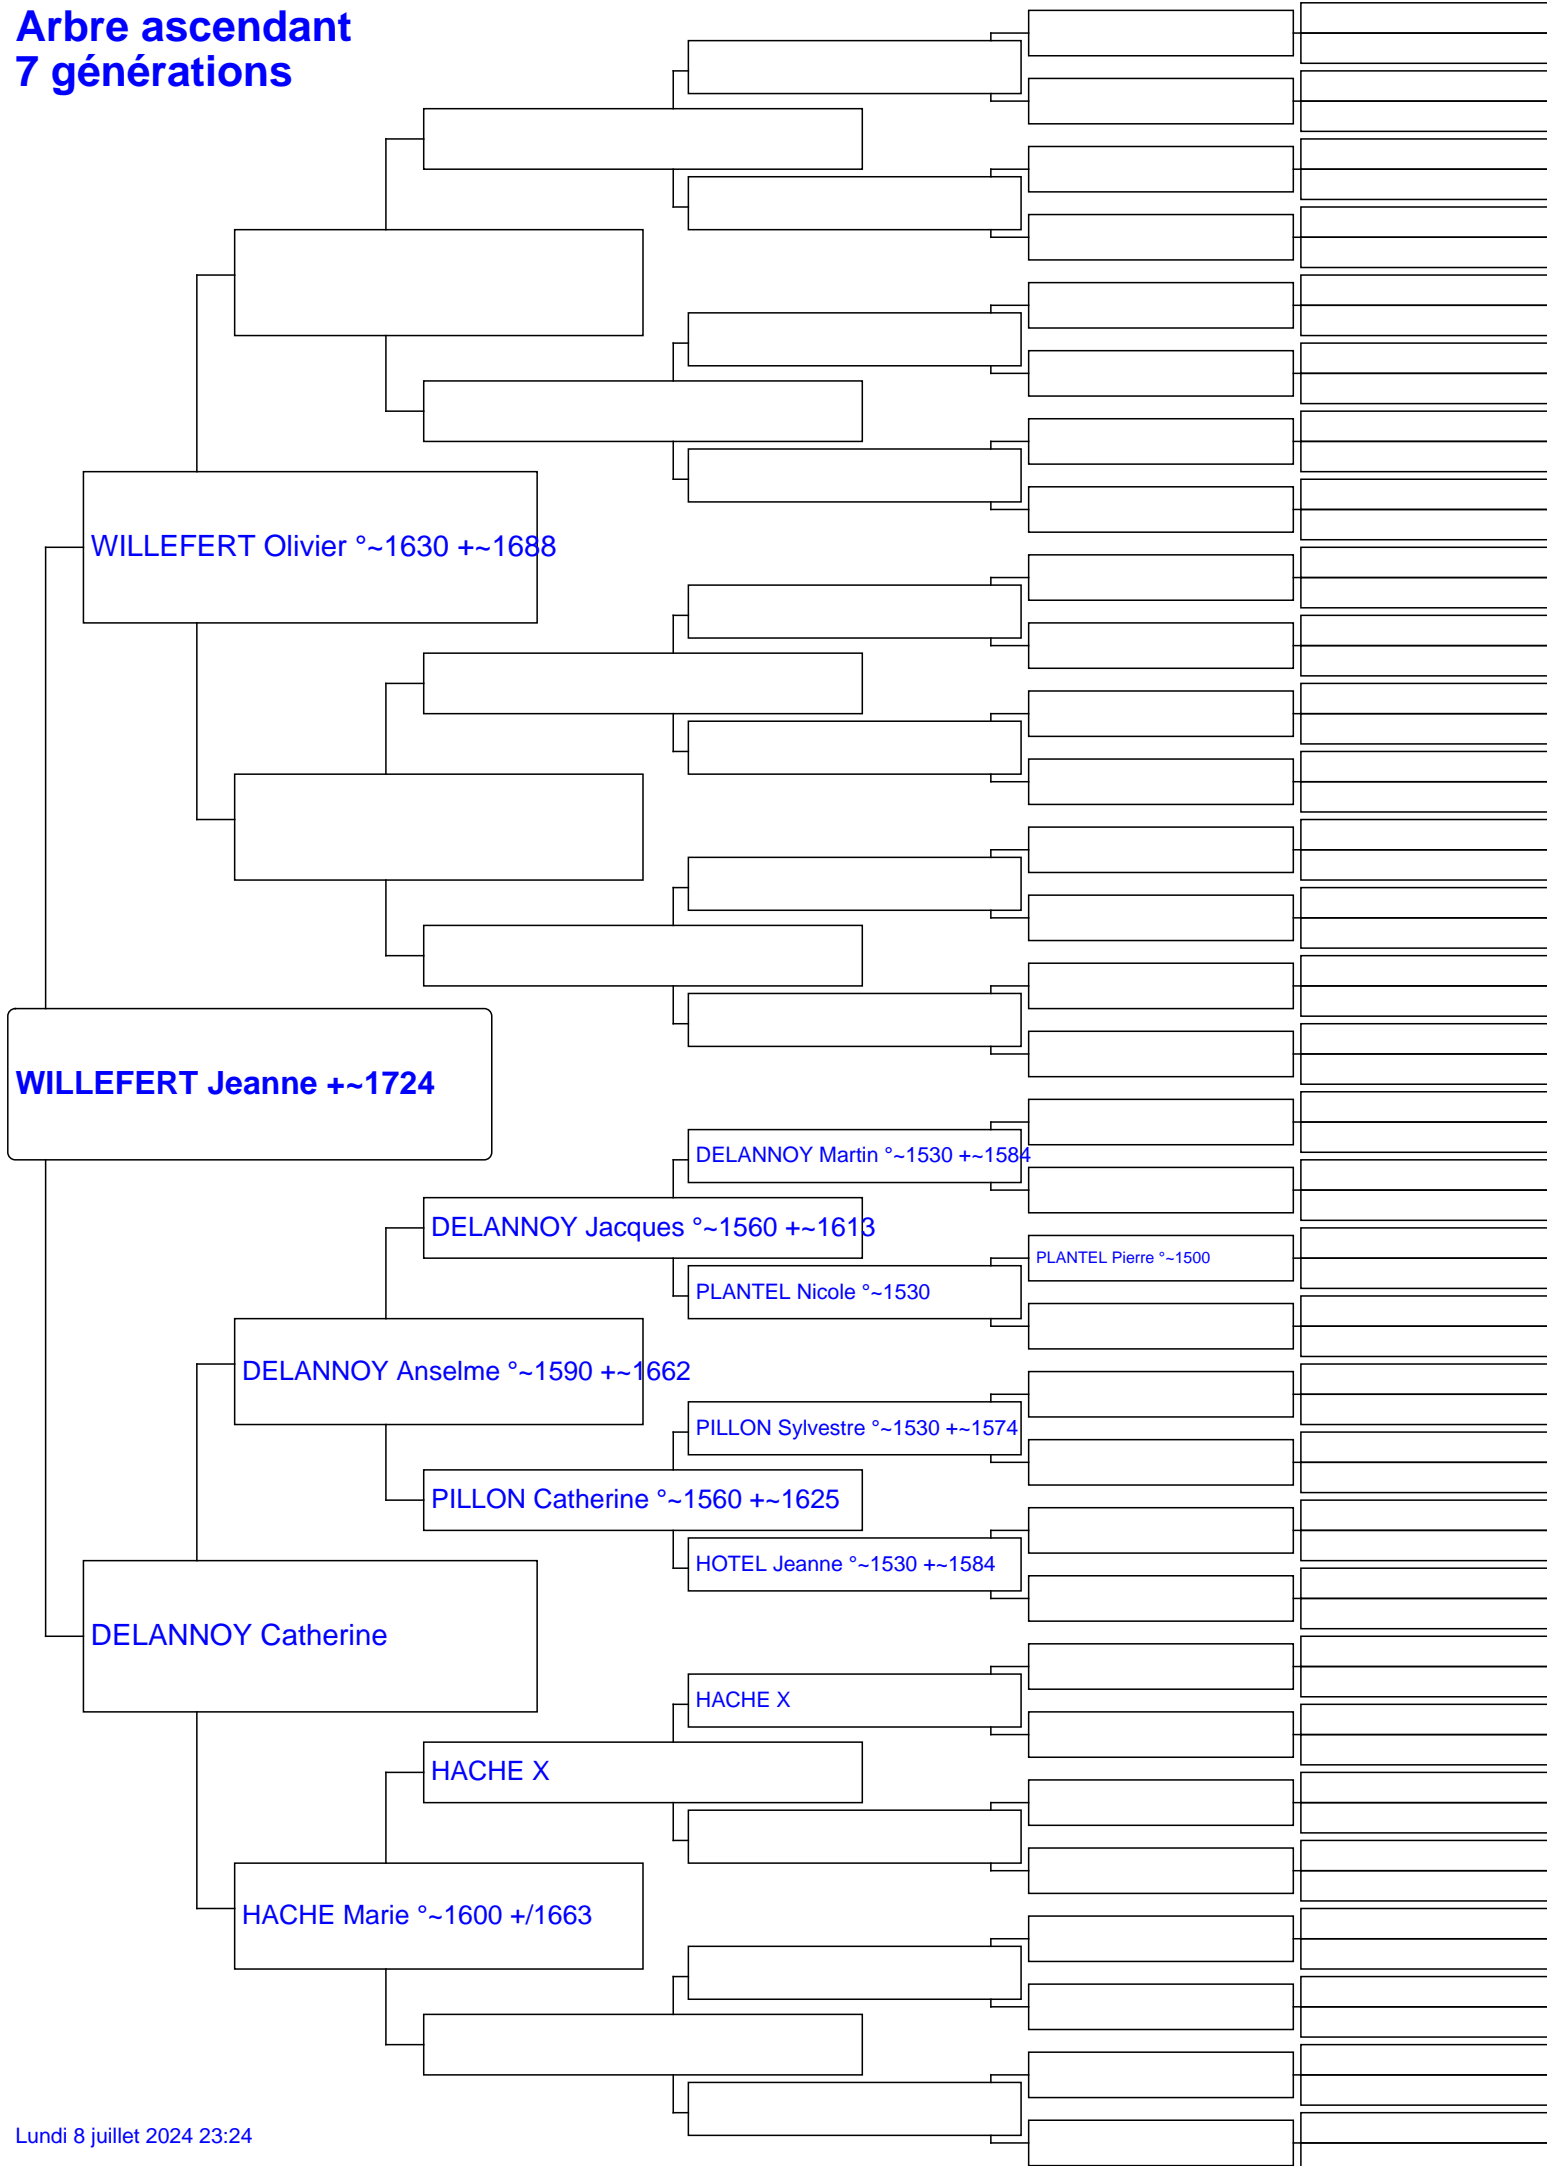 Arbre ascendant
7 générations
WILLEFERT Olivier °~1630 +~1688
WILLEFERT Jeanne +~1724
DELANNOY Martin °~1530 +~1584
DELANNOY Jacques °~1560 +~1613
PLANTEL Pierre °~1500
PLANTEL Nicole °~1530
DELANNOY Anselme °~1590 +~1662
PILLON Sylvestre °~1530 +~1574
PILLON Catherine °~1560 +~1625
HOTEL Jeanne °~1530 +~1584
DELANNOY Catherine
HACHE X
HACHE X
HACHE Marie °~1600 +/1663
Lundi 8 juillet 2024 23:24